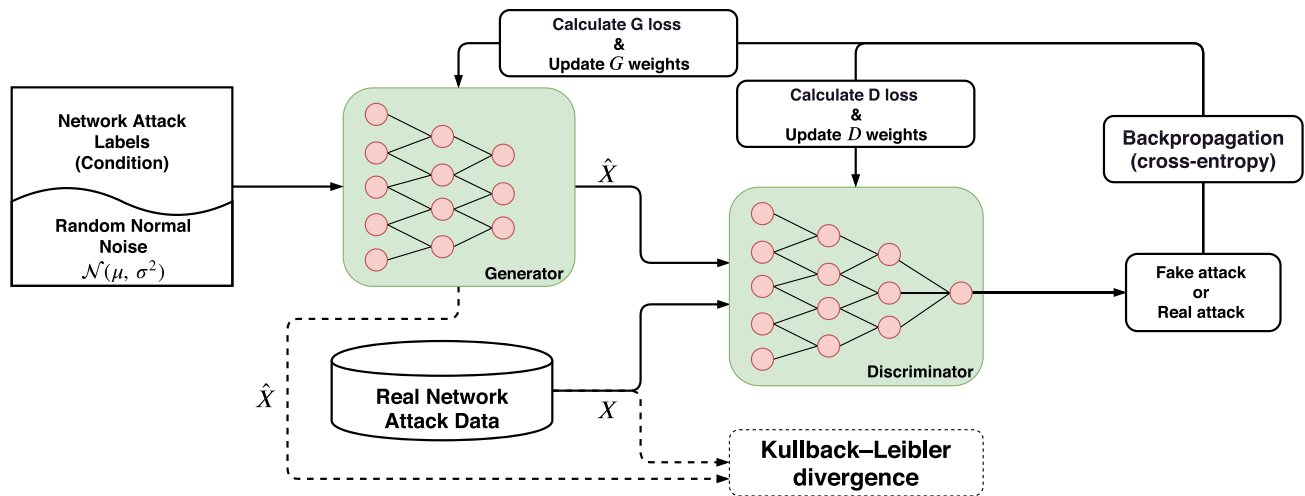 Calculate G loss
&
Update G weights
Calculate D loss
&
Update D weights
Network Attack
Labels
(Condition)
Random Normal
Noise
𝒩(μ, σ²)
Generator
X̂
Backpropagation
(cross-entropy)
Fake attack
or
Real attack
Discriminator
X̂
Real Network
Attack Data
X
Kullback–Leibler
divergence